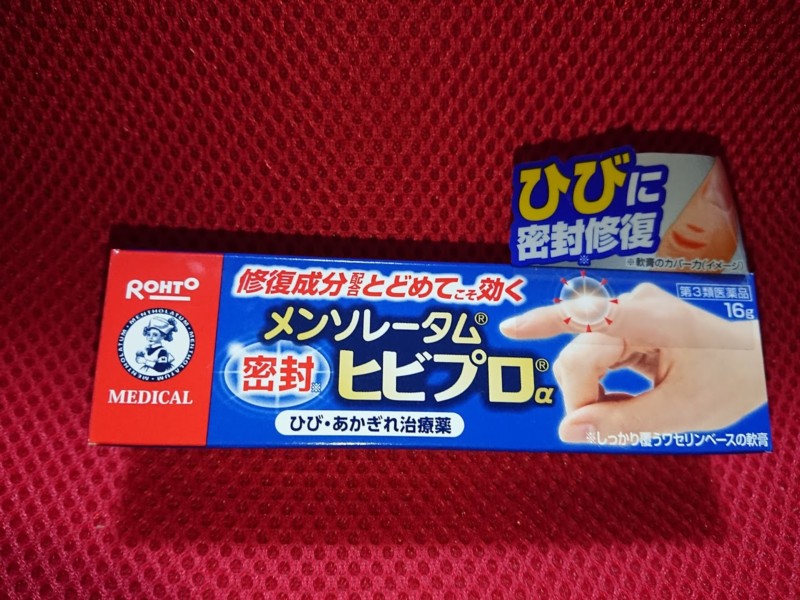 ひびに
密封修復
※
※軟膏のカバー力(イメージ)
ROHTO
MENTHOLATUM・MENTHOLATUM・MENTHOLATUM
MEDICAL
修復成分配合とどめてこそ効く
メンソレータム®
密封※ ヒビプロ®α
ひび・あかぎれ治療薬
第3類医薬品
16g
※しっかり覆うワセリンベースの軟膏